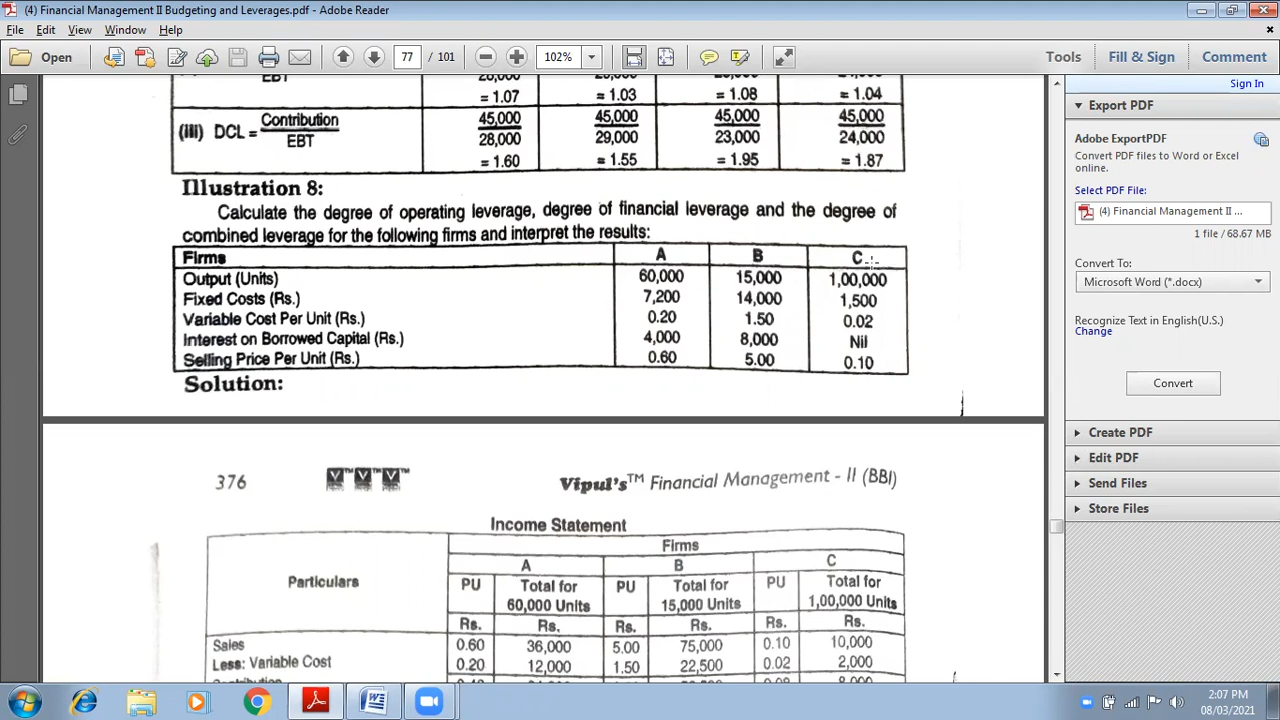 (4) Financial Management II Budgeting and Leverages.pdf - Adobe Reader
File Edit View Window Help
Open 77 / 101 102% Tools Fill & Sign Comment
Sign In
EBT 28,000 23,000 24,000
= 1.07 = 1.03 = 1.08 = 1.04
(iii) DCL = Contribution 45,000 45,000 45,000 45,000
EBT 28,000 29,000 23,000 24,000
= 1.60 = 1.55 = 1.95 = 1.87
Illustration 8:
Calculate the degree of operating leverage, degree of financial leverage and the degree of
combined leverage for the following firms and interpret the results:
Firms A B C
Output (Units) 60,000 15,000 1,00,000
Fixed Costs (Rs.) 7,200 14,000 1,500
Variable Cost Per Unit (Rs.) 0.20 1.50 0.02
Interest on Borrowed Capital (Rs.) 4,000 8,000 Nil
Selling Price Per Unit (Rs.) 0.60 5.00 0.10
Solution:
376 V™V™V™ Vipul's™ Financial Management - II (BBI)
Income Statement
Particulars Firms
A B C
PU Total for PU Total for PU Total for
60,000 Units 15,000 Units 1,00,000 Units
Rs. Rs. Rs. Rs. Rs. Rs.
Sales 0.60 36,000 5.00 75,000 0.10 10,000
Less: Variable Cost 0.20 12,000 1.50 22,500 0.02 2,000
Export PDF
Adobe ExportPDF
Convert PDF files to Word or Excel
online.
Select PDF File:
(4) Financial Management II ...
1 file / 68.67 MB
Convert To:
Microsoft Word (*.docx)
Recognize Text in English(U.S.)
Change
Convert
Create PDF
Edit PDF
Send Files
Store Files
2:07 PM
08/03/2021